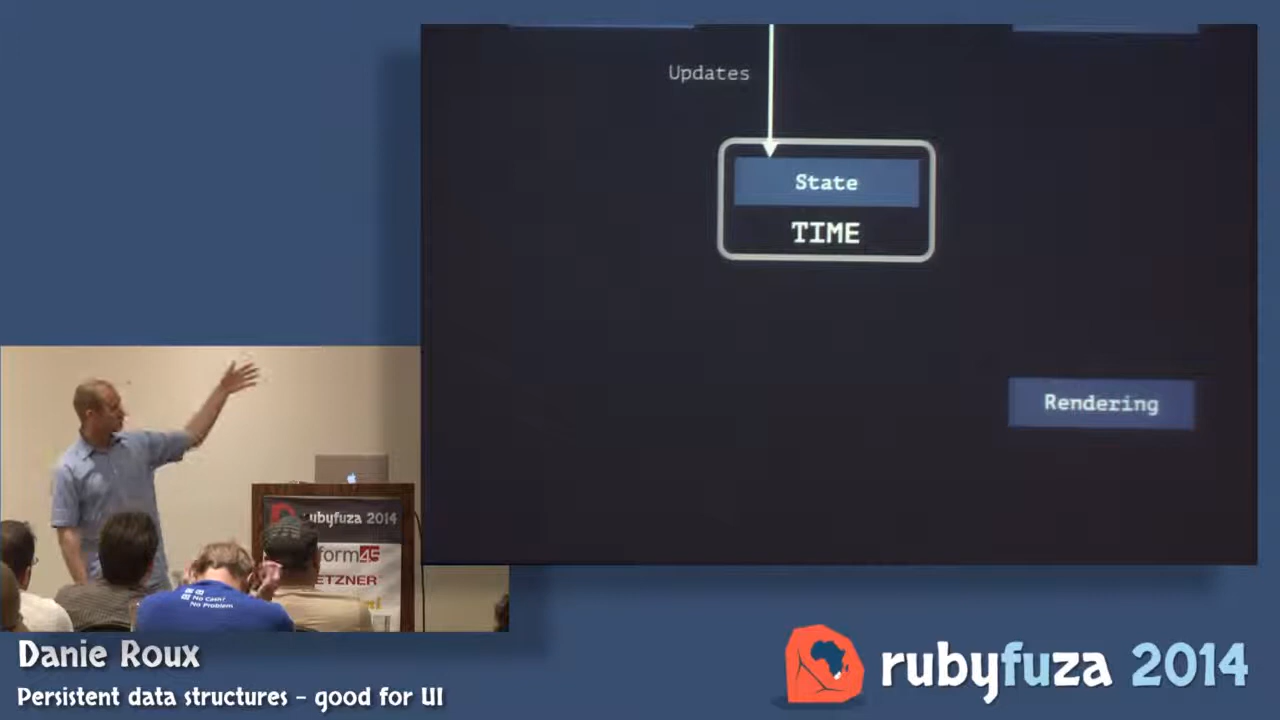 Updates
State
TIME
Rendering
ubyfuza 2014
form45
ETZNER
No Cash?
No Problem
Danie Roux
Persistent data structures - good for UI
rubyfuza 2014